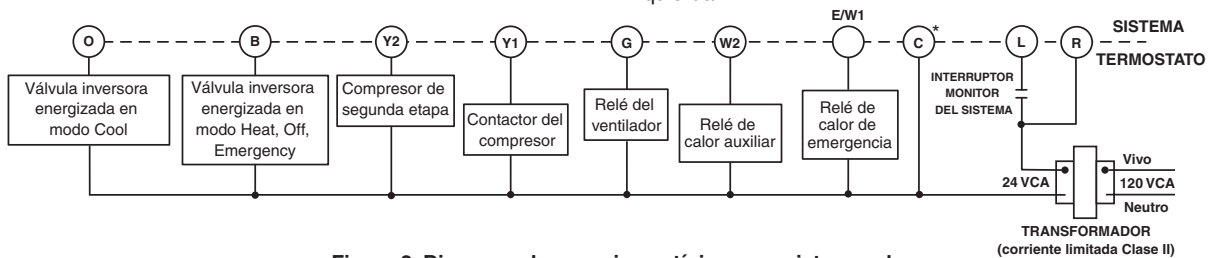 E/W1
O B Y2 Y1 G W2 C * L R
SISTEMA
TERMOSTATO
Válvula inversora
energizada en
modo Cool
Válvula inversora
energizada en
modo Heat, Off,
Emergency
Compresor de
segunda etapa
Contactor del
compresor
Relé del
ventilador
Relé de
calor auxiliar
Relé de
calor de
emergencia
INTERRUPTOR
MONITOR
DEL SISTEMA
24 VCA
Vivo
120 VCA
Neutro
TRANSFORMADOR
(corriente limitada Clase II)